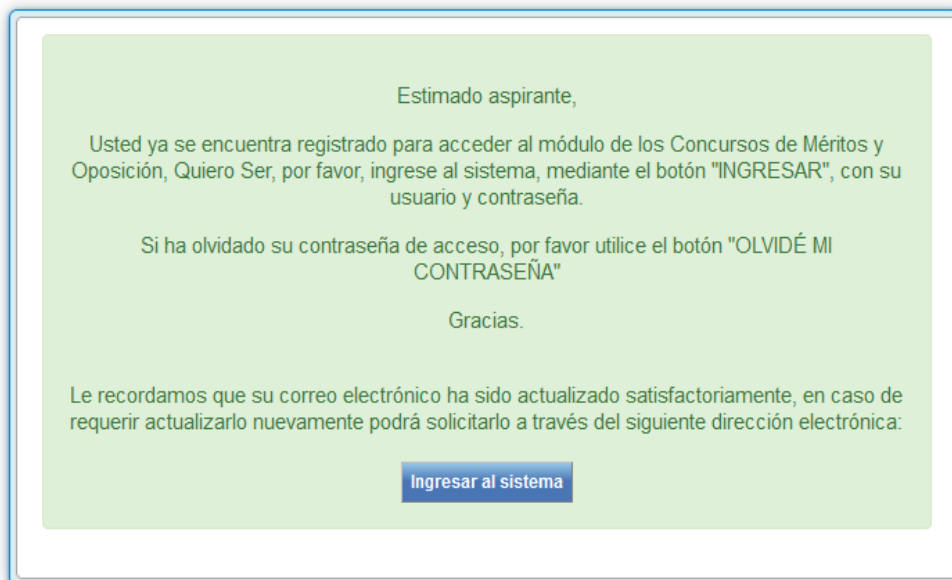 Estimado aspirante,
Usted ya se encuentra registrado para acceder al módulo de los Concursos de Méritos y
Oposición, Quiero Ser, por favor, ingrese al sistema, mediante el botón "INGRESAR", con su
usuario y contraseña.
Si ha olvidado su contraseña de acceso, por favor utilice el botón "OLVIDÉ MI
CONTRASEÑA"
Gracias.
Le recordamos que su correo electrónico ha sido actualizado satisfactoriamente, en caso de
requerir actualizarlo nuevamente podrá solicitarlo a través del siguiente dirección electrónica:
Ingresar al sistema